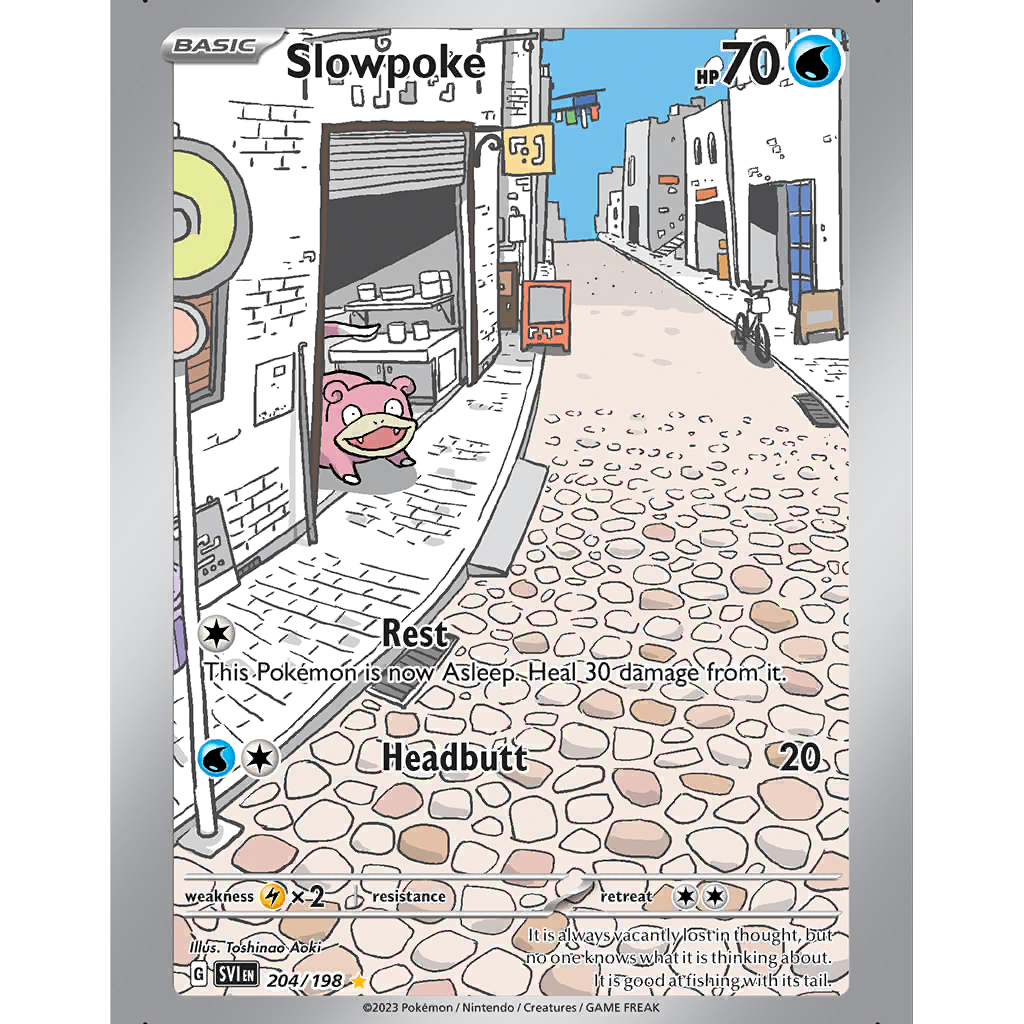 BASIC
Slowpoke
HP 70
Rest
This Pokémon is now Asleep. Heal 30 damage from it.
Headbutt 20
weakness ×2 resistance retreat
Illus. Toshinao Aoki
It is always vacantly lost in thought, but
no one knows what it is thinking about.
It is good at fishing with its tail.
G SVI EN 204/198
©2023 Pokémon / Nintendo / Creatures / GAME FREAK